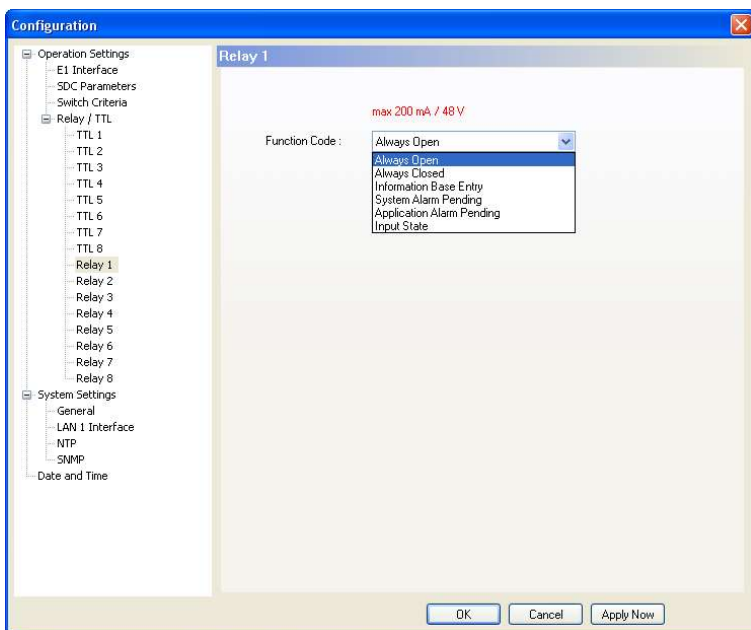 Configuration
Operation Settings
E1 Interface
SDC Parameters
Switch Criteria
Relay / TTL
TTL 1
TTL 2
TTL 3
TTL 4
TTL 5
TTL 6
TTL 7
TTL 8
Relay 1
Relay 2
Relay 3
Relay 4
Relay 5
Relay 6
Relay 7
Relay 8
System Settings
General
LAN 1 Interface
NTP
SNMP
Date and Time
Relay 1
max 200 mA / 48 V
Function Code : Always Open
Always Open
Always Closed
Information Base Entry
System Alarm Pending
Application Alarm Pending
Input State
OK Cancel Apply Now